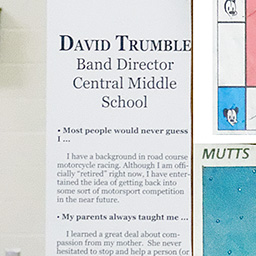 DAVID TRUMBLE
Band Director
Central Middle
School
• Most people would never guess
I ...
I have a background in road course
motorcycle racing. Although I am offi-
cially “retired” right now, I have enter-
tained the idea of getting back into
some sort of motorsport competition
in the near future.
• My parents always taught me ...
I learned a great deal about com-
passion from my mother. She never
hesitated to stop and help a person (or
MUTTS